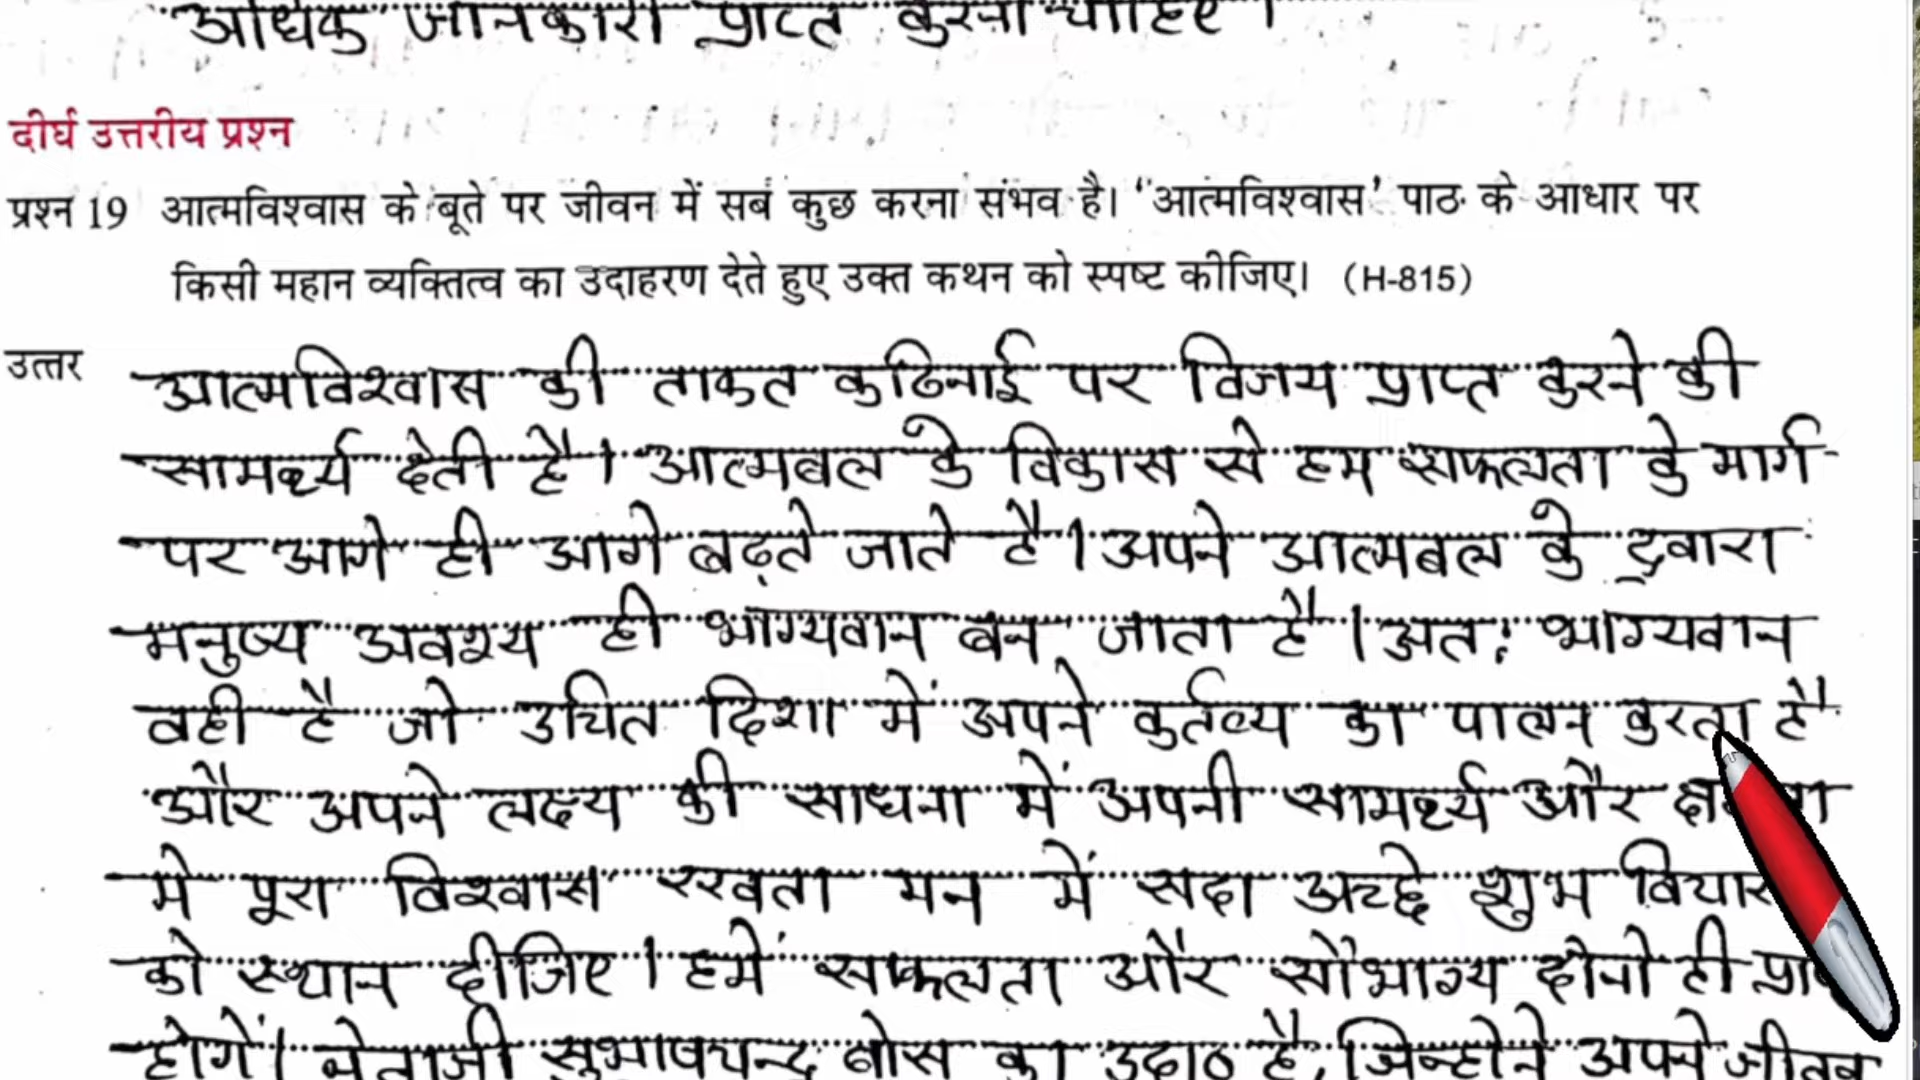 अधिक जानकारी प्राप्त करना चाहिए।
दीर्घ उत्तरीय प्रश्न
प्रश्न 19 आत्मविश्वास के बूते पर जीवन में सब कुछ करना संभव है। "आत्मविश्वास' पाठ के आधार पर
किसी महान व्यक्तित्व का उदाहरण देते हुए उक्त कथन को स्पष्ट कीजिए। (H-815)
उत्तर आत्मविश्वास की ताकत कठिनाई पर विजय प्राप्त करने की
सामर्थ्य देती है। आत्मबल के विकास से हम सफलता के मार्ग
पर आगे ही आगे बढ़ते जाते है। अपने आत्मबल के द्वारा
मनुष्य अवश्य ही भाग्यवान बन जाता है। अतः भाग्यवान
वही है जो उचित दिशा में अपने कर्तव्य का पालन करता है
और अपने लक्ष्य की साधना में अपनी सामर्थ्य और
मे पूरा विश्वास रखता मन में सदा अच्छे शुभ विचार
को स्थान दीजिए। हमें सफलता और सौभाग्य दोनो ही
होगें। नेताजी सुभाषचन्द्र बोस का उदा० है, जिन्होने अपने जीवन